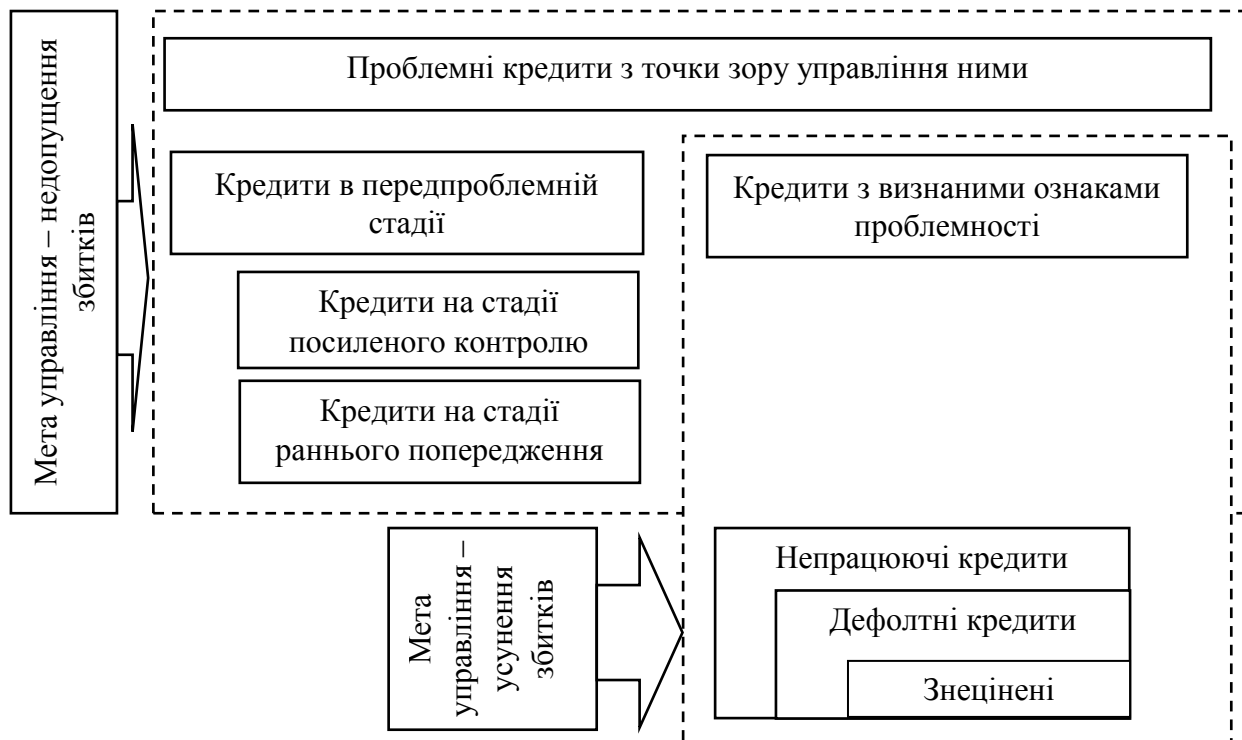 Мета управління – недопущення
збитків
Проблемні кредити з точки зору управління ними
Кредити в передпроблемній
стадії
Кредити з визнаними ознаками
проблемності
Кредити на стадії
посиленого контролю
Кредити на стадії
раннього попередження
Мета
управління –
усунення
збитків
Непрацюючі кредити
Дефолтні кредити
Знецінені